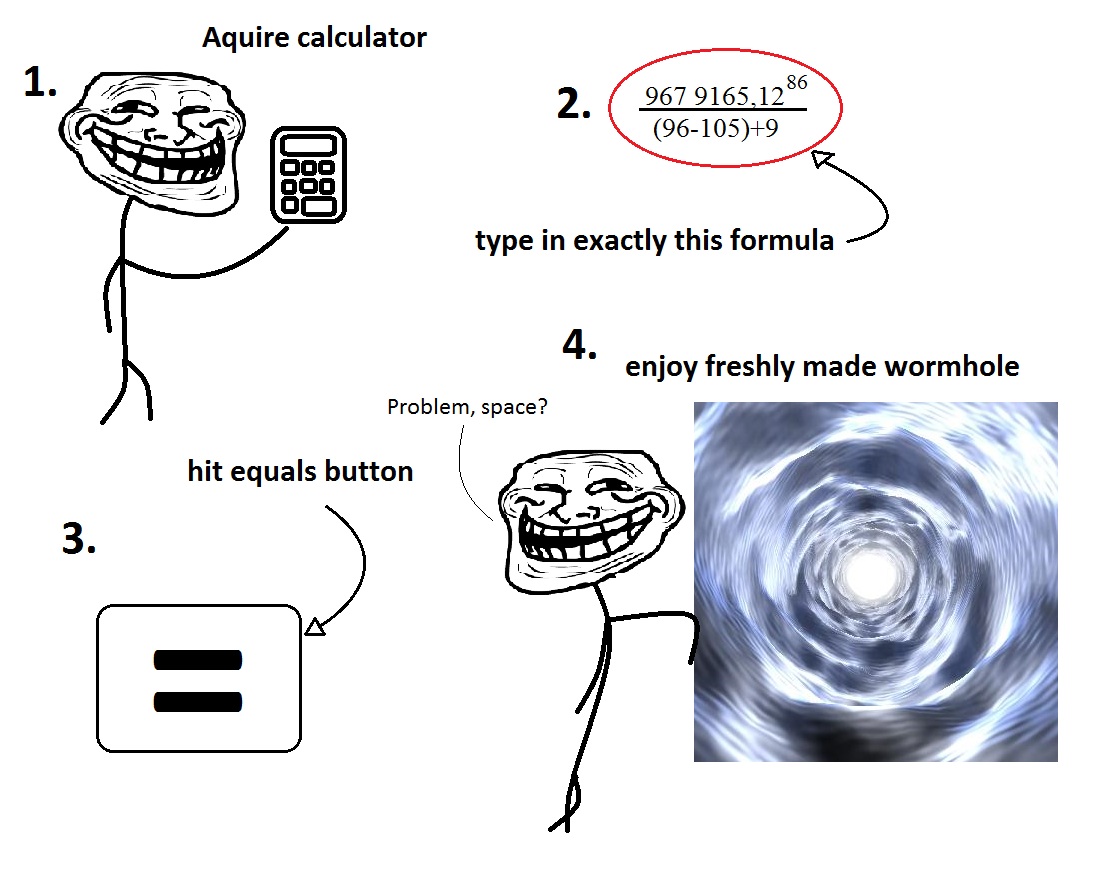 1.
Aquire calculator
2.
967 9165,12^86
(96-105)+9
type in exactly this formula
3.
hit equals button
=
4.
enjoy freshly made wormhole
Problem, space?